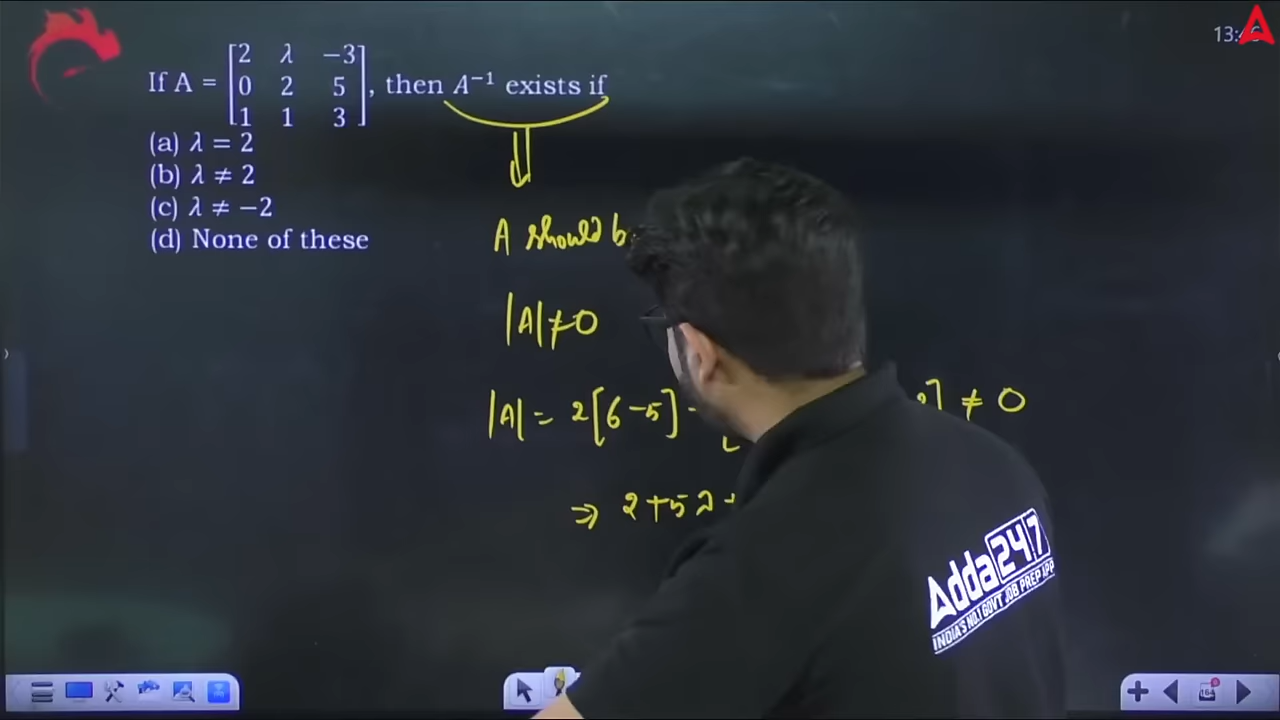 13:
If A = [2 λ −3]
[0 2 5]
[1 1 3], then A⁻¹ exists if
(a) λ = 2
(b) λ ≠ 2
(c) λ ≠ −2
(d) None of these
A should
|A| ≠ 0
|A| = 2[6 − 5] − ] ≠ 0
⇒ 2 + 5λ
Adda247
INDIA'S NO.1 GOVT JOB PREP APP
164